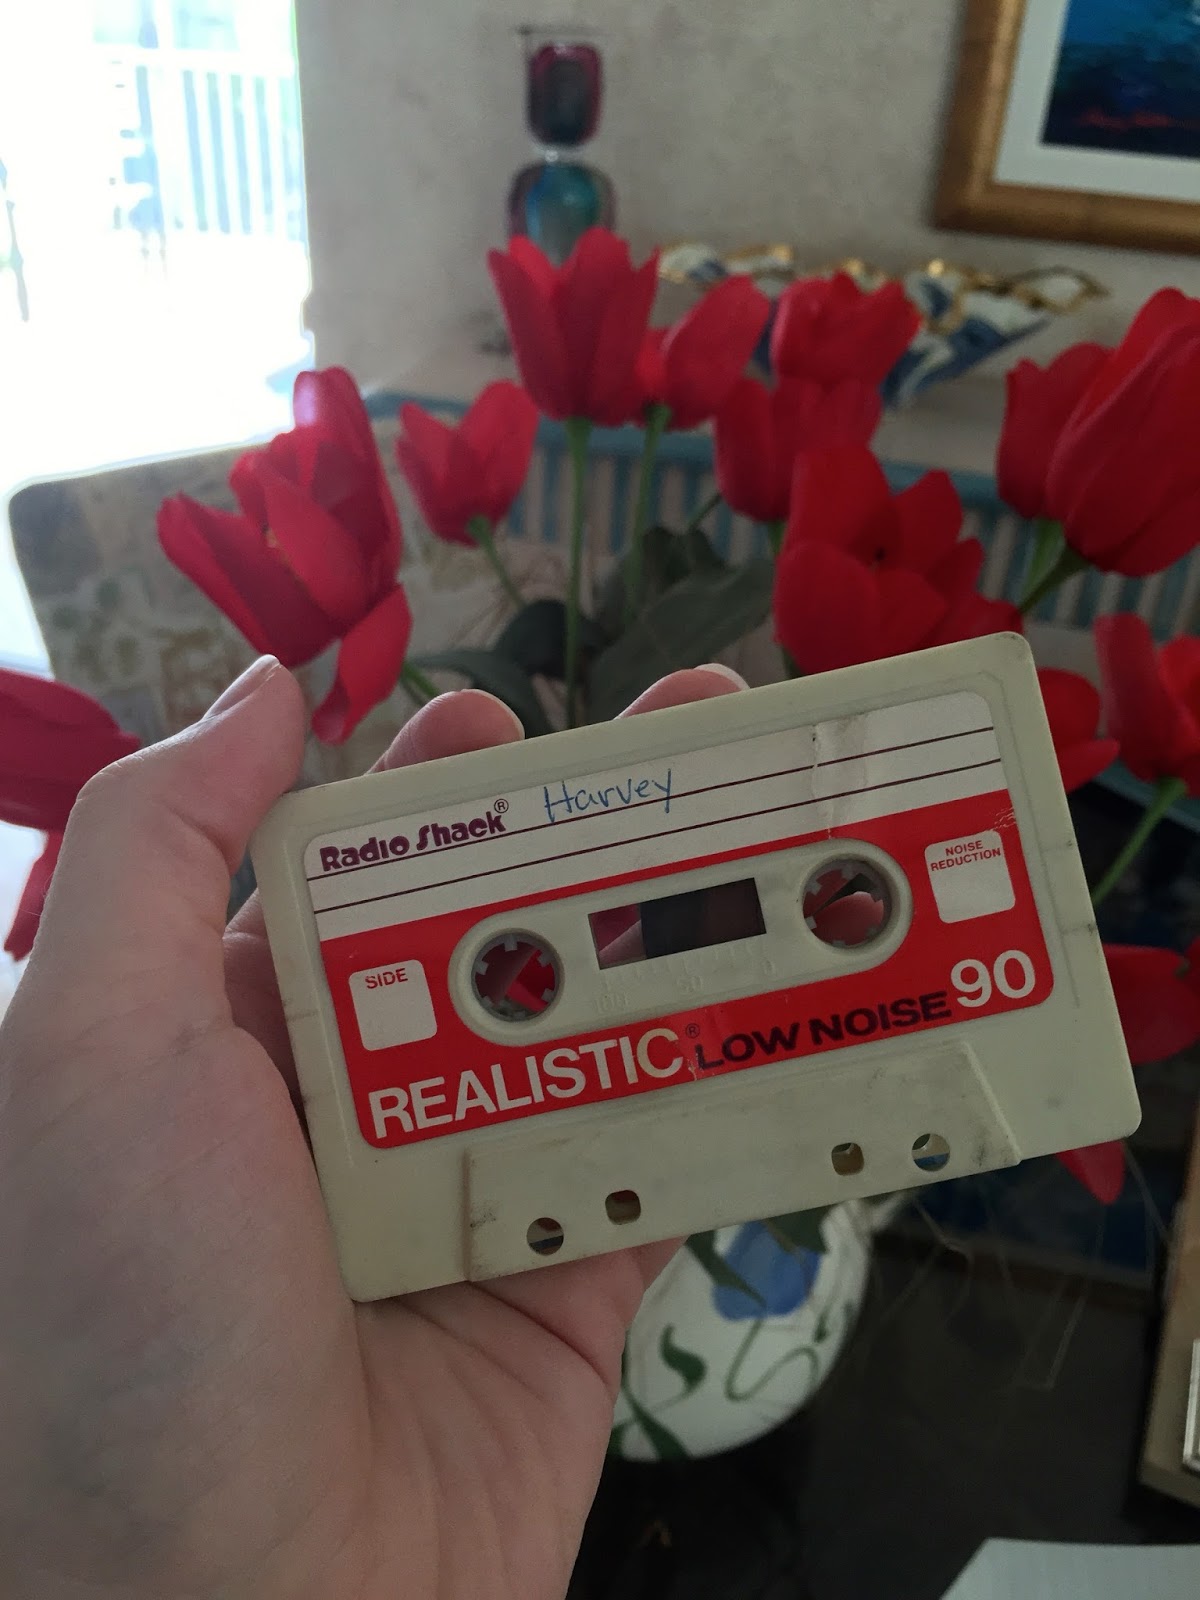 Radio Shack® Harvey
NOISE
REDUCTION
SIDE
REALISTIC® LOW NOISE 90